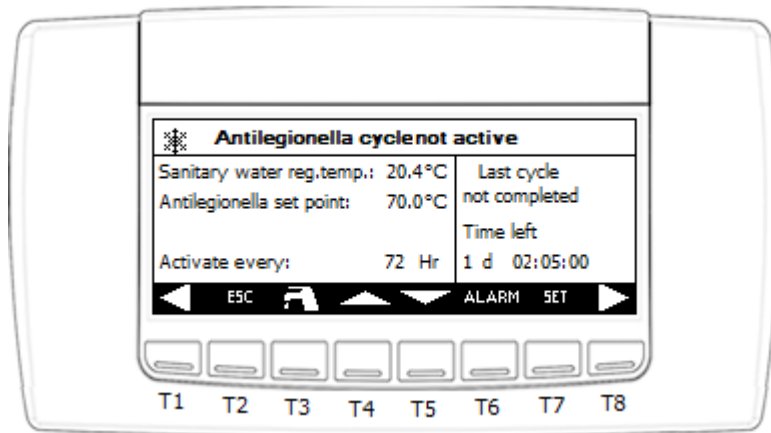 Antilegionella cycle not active
Sanitary water reg.temp.: 20.4°C
Antilegionella set point: 70.0°C
Activate every: 72 Hr
Last cycle
not completed
Time left
1 d 02:05:00
ESC ALARM SET
T1 T2 T3 T4 T5 T6 T7 T8